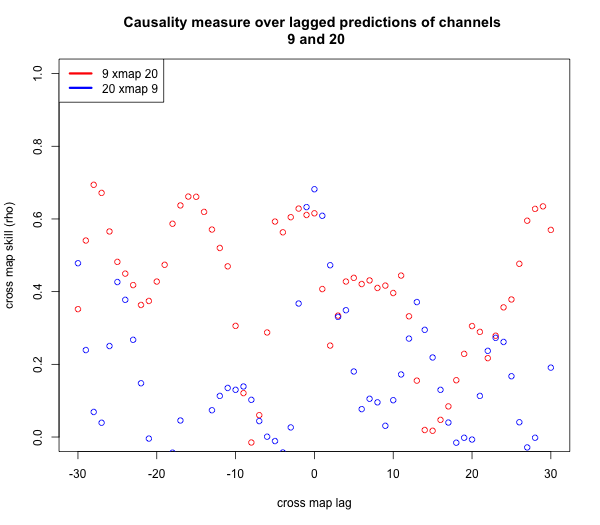 Causality measure over lagged predictions of channels
9 and 20
9 xmap 20
20 xmap 9
cross map skill (rho)
1.0
0.8
0.6
0.4
0.2
0.0
-30 -20 -10 0 10 20 30
cross map lag